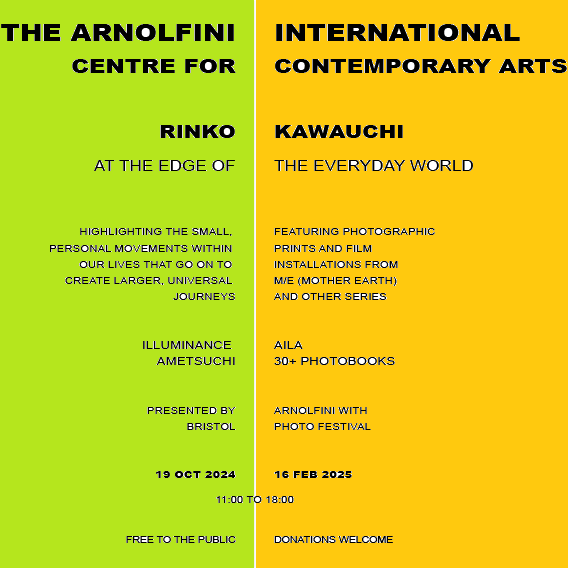 THE ARNOLFINI INTERNATIONAL
CENTRE FOR CONTEMPORARY ARTS
RINKO KAWAUCHI
AT THE EDGE OF THE EVERYDAY WORLD
HIGHLIGHTING THE SMALL,
PERSONAL MOVEMENTS WITHIN
OUR LIVES THAT GO ON TO
CREATE LARGER, UNIVERSAL
JOURNEYS
FEATURING PHOTOGRAPHIC
PRINTS AND FILM
INSTALLATIONS FROM
M/E (MOTHER EARTH)
AND OTHER SERIES
ILLUMINANCE AILA
AMETSUCHI 30+ PHOTOBOOKS
PRESENTED BY ARNOLFINI WITH
BRISTOL PHOTO FESTIVAL
19 OCT 2024 16 FEB 2025
11:00 TO 18:00
FREE TO THE PUBLIC DONATIONS WELCOME